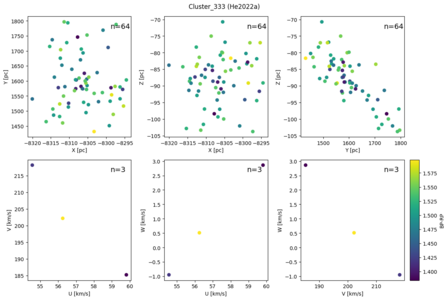 Cluster_333 (He2022a)
n=64
n=64
n=64
1800
1750
1700
1650
1600
1550
1500
1450
Y [pc]
−8320 −8315 −8310 −8305 −8300 −8295
X [pc]
−70
−75
−80
−85
−90
−95
−100
−105
Z [pc]
−8320 −8315 −8310 −8305 −8300 −8295
X [pc]
−70
−75
−80
−85
−90
−95
−100
−105
Z [pc]
1500 1600 1700 1800
Y [pc]
n=3
n=3
n=3
215
210
205
200
195
190
185
V [km/s]
55 56 57 58 59 60
U [km/s]
3.0
2.5
2.0
1.5
1.0
0.5
0.0
−0.5
−1.0
W [km/s]
55 56 57 58 59 60
U [km/s]
3.0
2.5
2.0
1.5
1.0
0.5
0.0
−0.5
−1.0
W [km/s]
190 200 210
V [km/s]
1.575
1.550
1.525
1.500
1.475
1.450
1.425
1.400
BP-RP